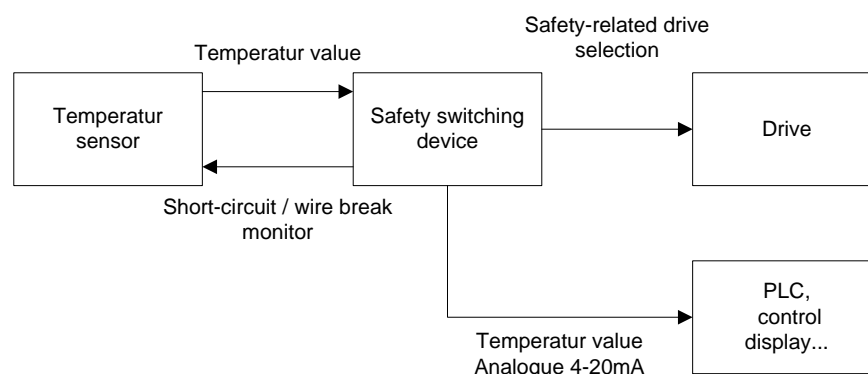 Safety-related drive
selection
Temperatur value
Temperatur
sensor
Safety switching
device
Drive
Short-circuit / wire break
monitor
PLC,
control
display...
Temperatur value
Analogue 4-20mA